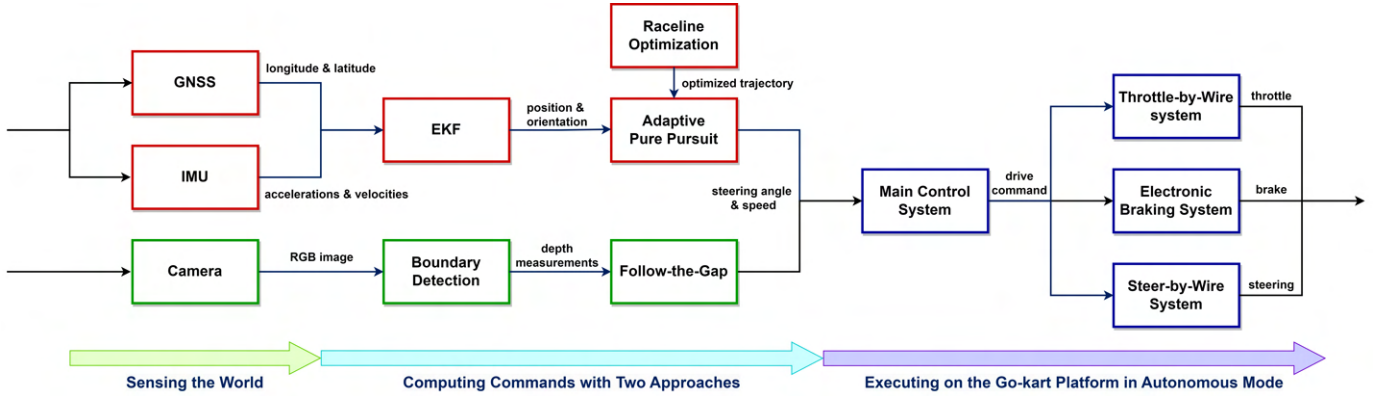 Raceline
Optimization
GNSS
longitude & latitude
optimized trajectory
IMU
accelerations & velocities
EKF
position &
orientation
Adaptive
Pure Pursuit
steering angle
& speed
Camera
RGB image
Boundary
Detection
depth
measurements
Follow-the-Gap
Main Control
System
drive
command
Throttle-by-Wire
system
throttle
Electronic
Braking System
brake
Steer-by-Wire
System
steering
Sensing the World
Computing Commands with Two Approaches
Executing on the Go-kart Platform in Autonomous Mode